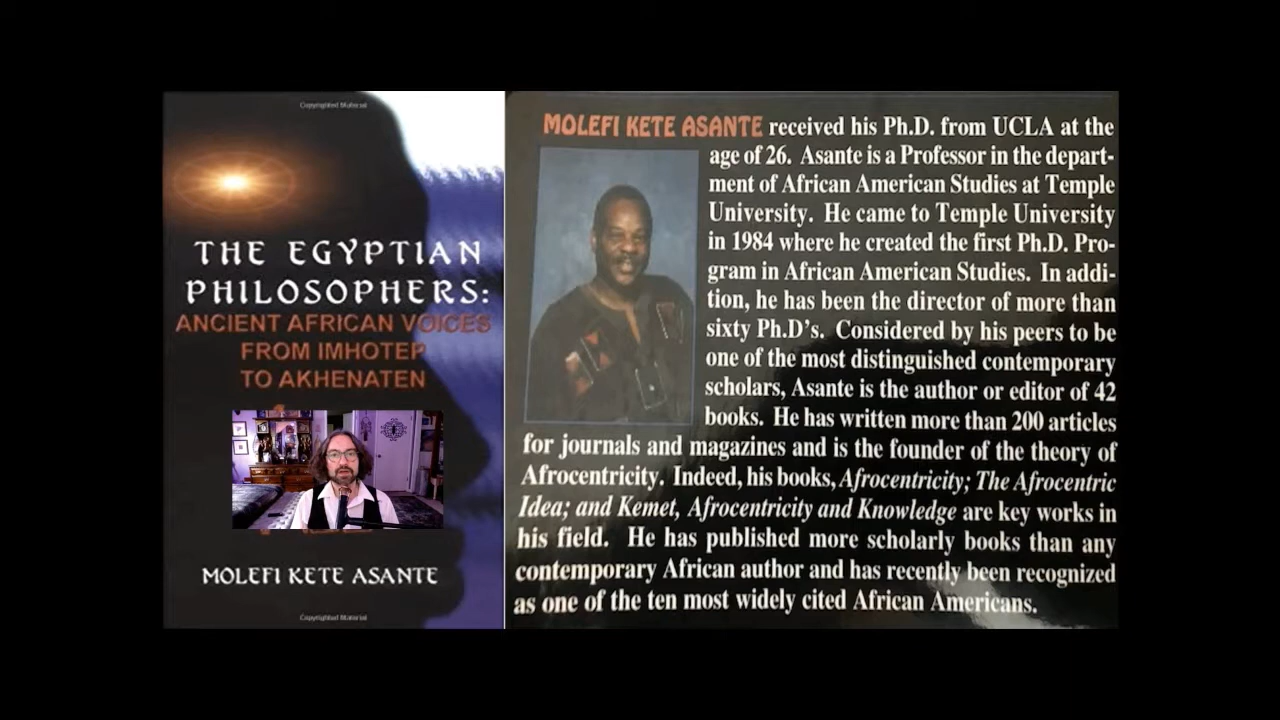 Copyrighted Material
THE EGYPTIAN
PHILOSOPHERS:
ANCIENT AFRICAN VOICES
FROM IMHOTEP
TO AKHENATEN
MOLEFI KETE ASANTE
Copyrighted Material
MOLEFI KETE ASANTE received his Ph.D. from UCLA at the
age of 26. Asante is a Professor in the depart-
ment of African American Studies at Temple
University. He came to Temple University
in 1984 where he created the first Ph.D. Pro-
gram in African American Studies. In addi-
tion, he has been the director of more than
sixty Ph.D's. Considered by his peers to be
one of the most distinguished contemporary
scholars, Asante is the author or editor of 42
books. He has written more than 200 articles
for journals and magazines and is the founder of the theory of
Afrocentricity. Indeed, his books, Afrocentricity; The Afrocentric
Idea; and Kemet, Afrocentricity and Knowledge are key works in
his field. He has published more scholarly books than any
contemporary African author and has recently been recognized
as one of the ten most widely cited African Americans.